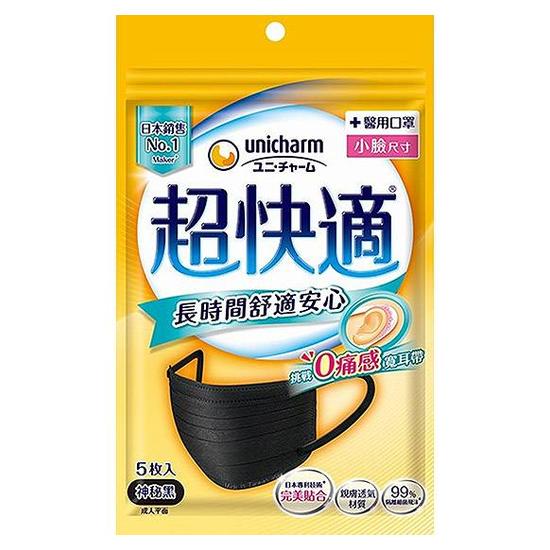 日本銷售
No.1
Maker*
unicharm
ユニ・チャーム
醫用口罩
小臉尺寸
超快適®
長時間舒適安心
挑戰0痛感寬耳帶
5枚入
神秘黑
成人平面
日本專利技術*
完美貼合
親膚透氣
材質
99%